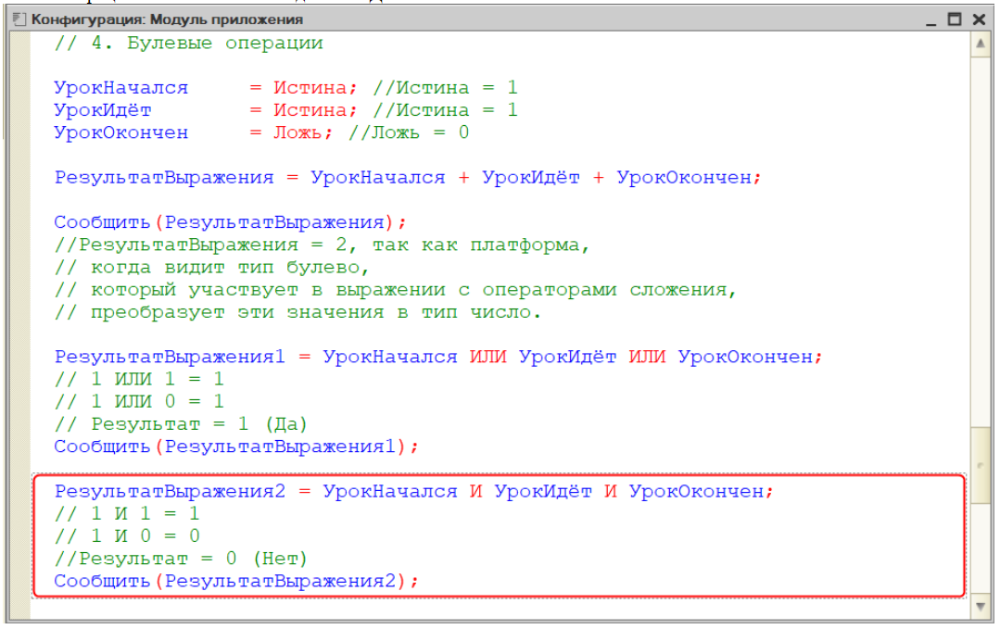 Конфигурация: Модуль приложения
// 4. Булевые операции
УрокНачался = Истина; //Истина = 1
УрокИдёт = Истина; //Истина = 1
УрокОкончен = Ложь; //Ложь = 0
РезультатВыражения = УрокНачался + УрокИдёт + УрокОкончен;
Сообщить(РезультатВыражения);
//РезультатВыражения = 2, так как платформа,
// когда видит тип булево,
// который участвует в выражении с операторами сложения,
// преобразует эти значения в тип число.
РезультатВыражения1 = УрокНачался ИЛИ УрокИдёт ИЛИ УрокОкончен;
// 1 ИЛИ 1 = 1
// 1 ИЛИ 0 = 1
// Результат = 1 (Да)
Сообщить(РезультатВыражения1);
РезультатВыражения2 = УрокНачался И УрокИдёт И УрокОкончен;
// 1 И 1 = 1
// 1 И 0 = 0
//Результат = 0 (Нет)
Сообщить(РезультатВыражения2);